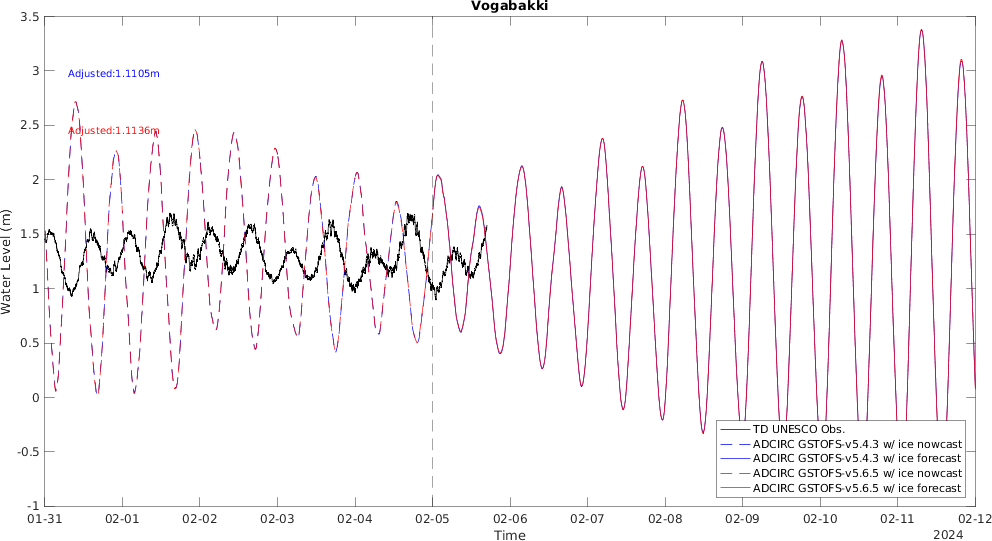 Vogabakki
3.5
3
2.5
2
1.5
1
0.5
0
-0.5
-1
Water Level (m)
Adjusted:1.1105m
Adjusted:1.1136m
TD UNESCO Obs.
ADCIRC GSTOFS-v5.4.3 w/ ice nowcast
ADCIRC GSTOFS-v5.4.3 w/ ice forecast
ADCIRC GSTOFS-v5.6.5 w/ ice nowcast
ADCIRC GSTOFS-v5.6.5 w/ ice forecast
01-31 02-01 02-02 02-03 02-04 02-05 02-06 02-07 02-08 02-09 02-10 02-11 02-12
Time
2024